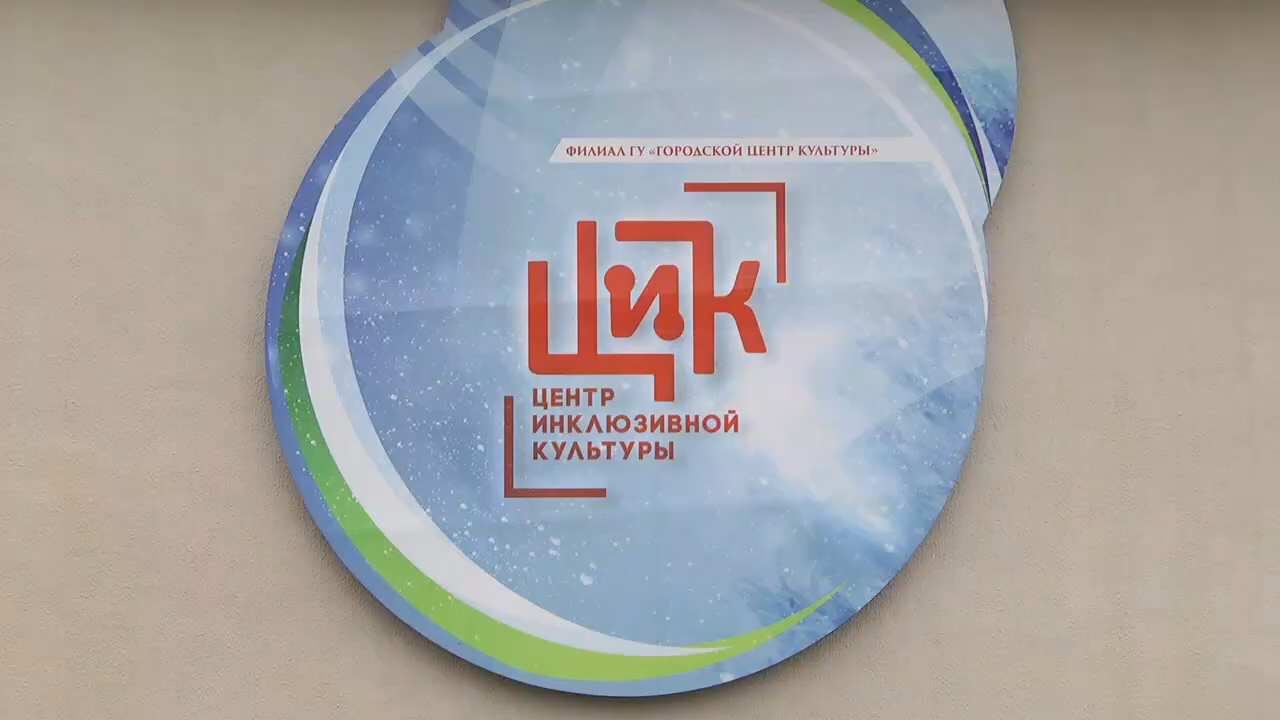 ФИЛИАЛ ГУ «ГОРОДСКОЙ ЦЕНТР КУЛЬТУРЫ»
ЦИК
ЦЕНТР
ИНКЛЮЗИВНОЙ
КУЛЬТУРЫ